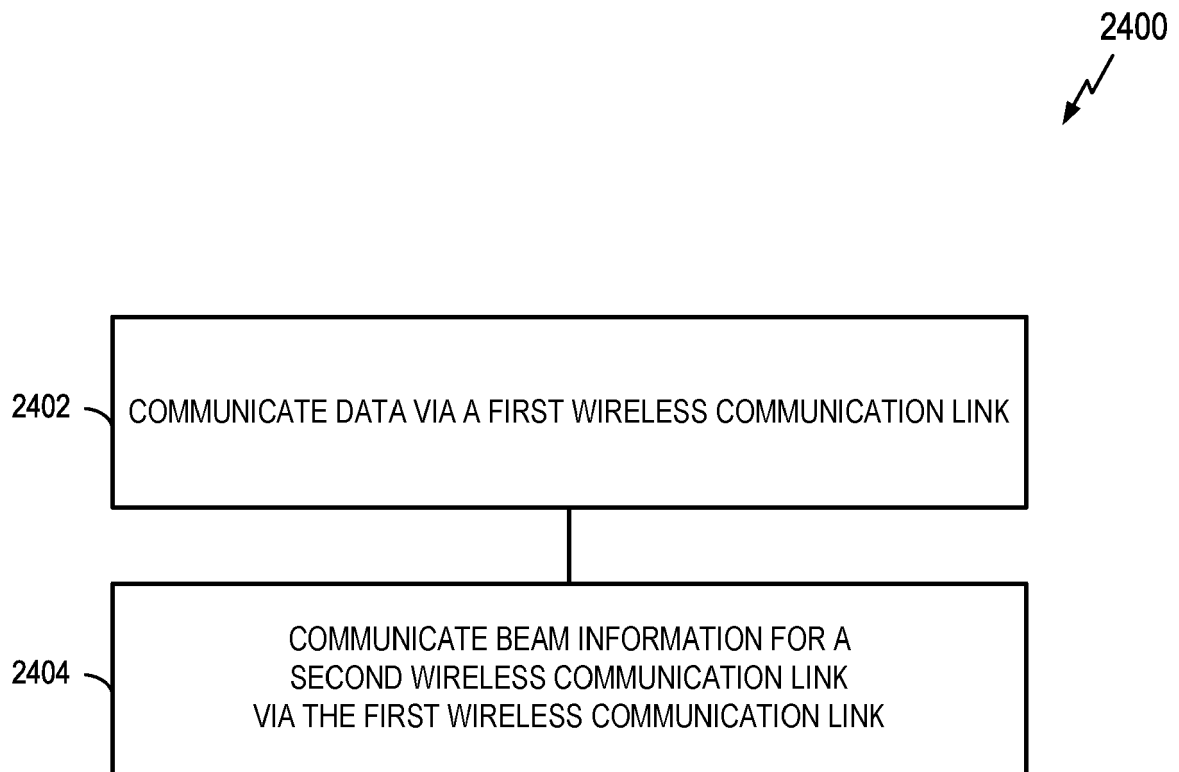 2400
2402
COMMUNICATE DATA VIA A FIRST WIRELESS COMMUNICATION LINK
2404
COMMUNICATE BEAM INFORMATION FOR A
SECOND WIRELESS COMMUNICATION LINK
VIA THE FIRST WIRELESS COMMUNICATION LINK